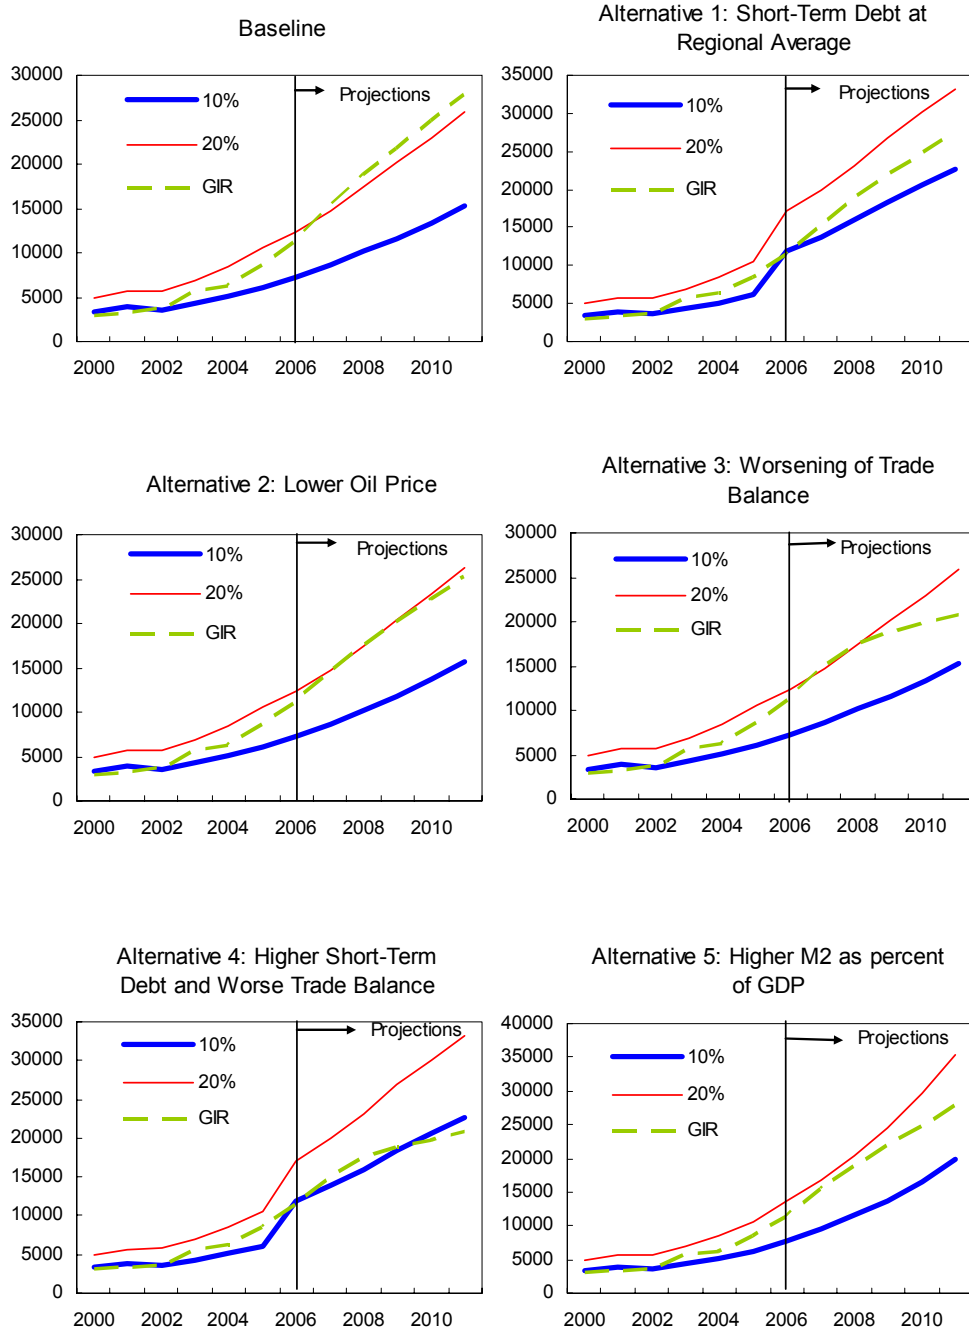 Baseline
30000
25000
20000
15000
10000
5000
0
10%
20%
GIR
Projections
2000 2002 2004 2006 2008 2010
Alternative 1: Short-Term Debt at
Regional Average
35000
30000
25000
20000
15000
10000
5000
0
10%
20%
GIR
Projections
2000 2002 2004 2006 2008 2010
Alternative 2: Lower Oil Price
30000
25000
20000
15000
10000
5000
0
10%
20%
GIR
Projections
2000 2002 2004 2006 2008 2010
Alternative 3: Worsening of Trade
Balance
30000
25000
20000
15000
10000
5000
0
10%
20%
GIR
Projections
2000 2002 2004 2006 2008 2010
Alternative 4: Higher Short-Term
Debt and Worse Trade Balance
35000
30000
25000
20000
15000
10000
5000
0
10%
20%
GIR
Projections
2000 2002 2004 2006 2008 2010
Alternative 5: Higher M2 as percent
of GDP
40000
35000
30000
25000
20000
15000
10000
5000
0
10%
20%
GIR
Projections
2000 2002 2004 2006 2008 2010